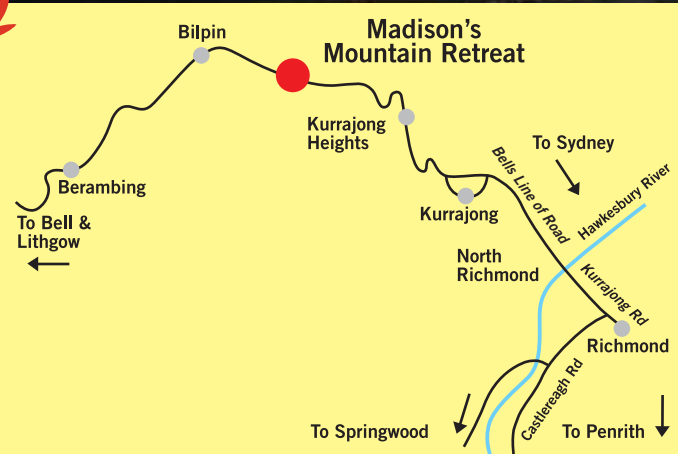 Madison's
Mountain Retreat
Bilpin
Kurrajong
Heights
To Sydney
Bells Line of Road
Hawkesbury River
Berambing
Kurrajong
To Bell &
Lithgow
North
Richmond
Kurrajong Rd
Richmond
Castlereagh Rd
To Springwood
To Penrith